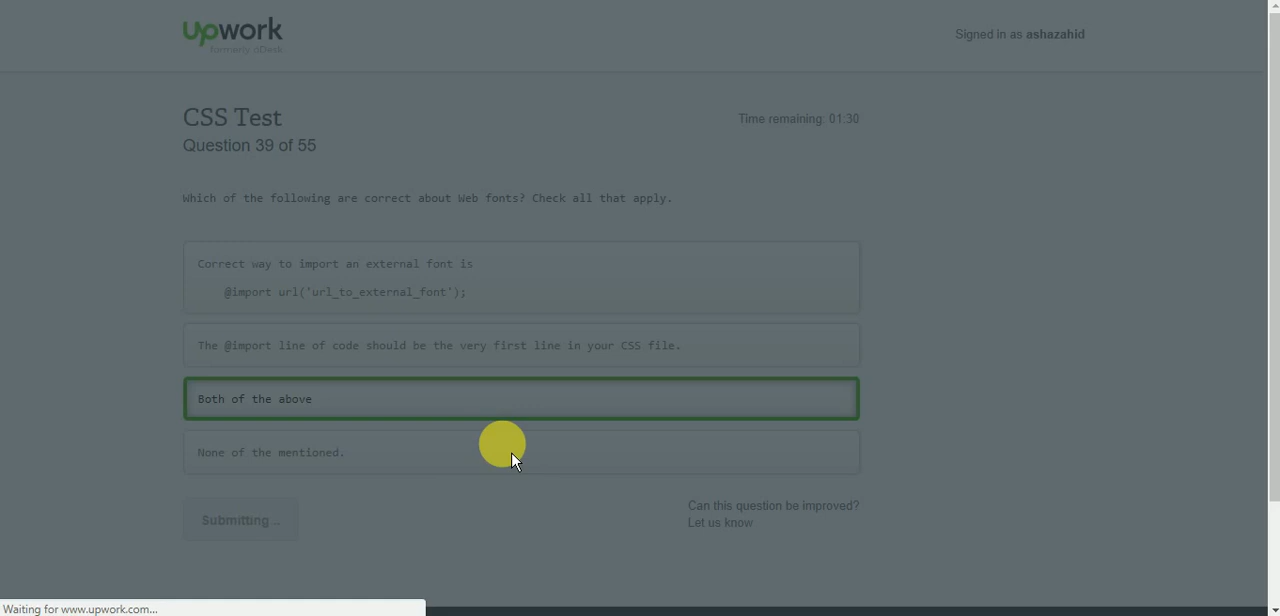 upwork
formerly oDesk
Signed in as ashazahid
CSS Test
Time remaining: 01:30
Question 39 of 55
Which of the following are correct about Web fonts? Check all that apply.
Correct way to import an external font is
@import url('url_to_external_font');
The @import line of code should be the very first line in your CSS file.
Both of the above
None of the mentioned.
Submitting ..
Can this question be improved?
Let us know
Waiting for www.upwork.com...